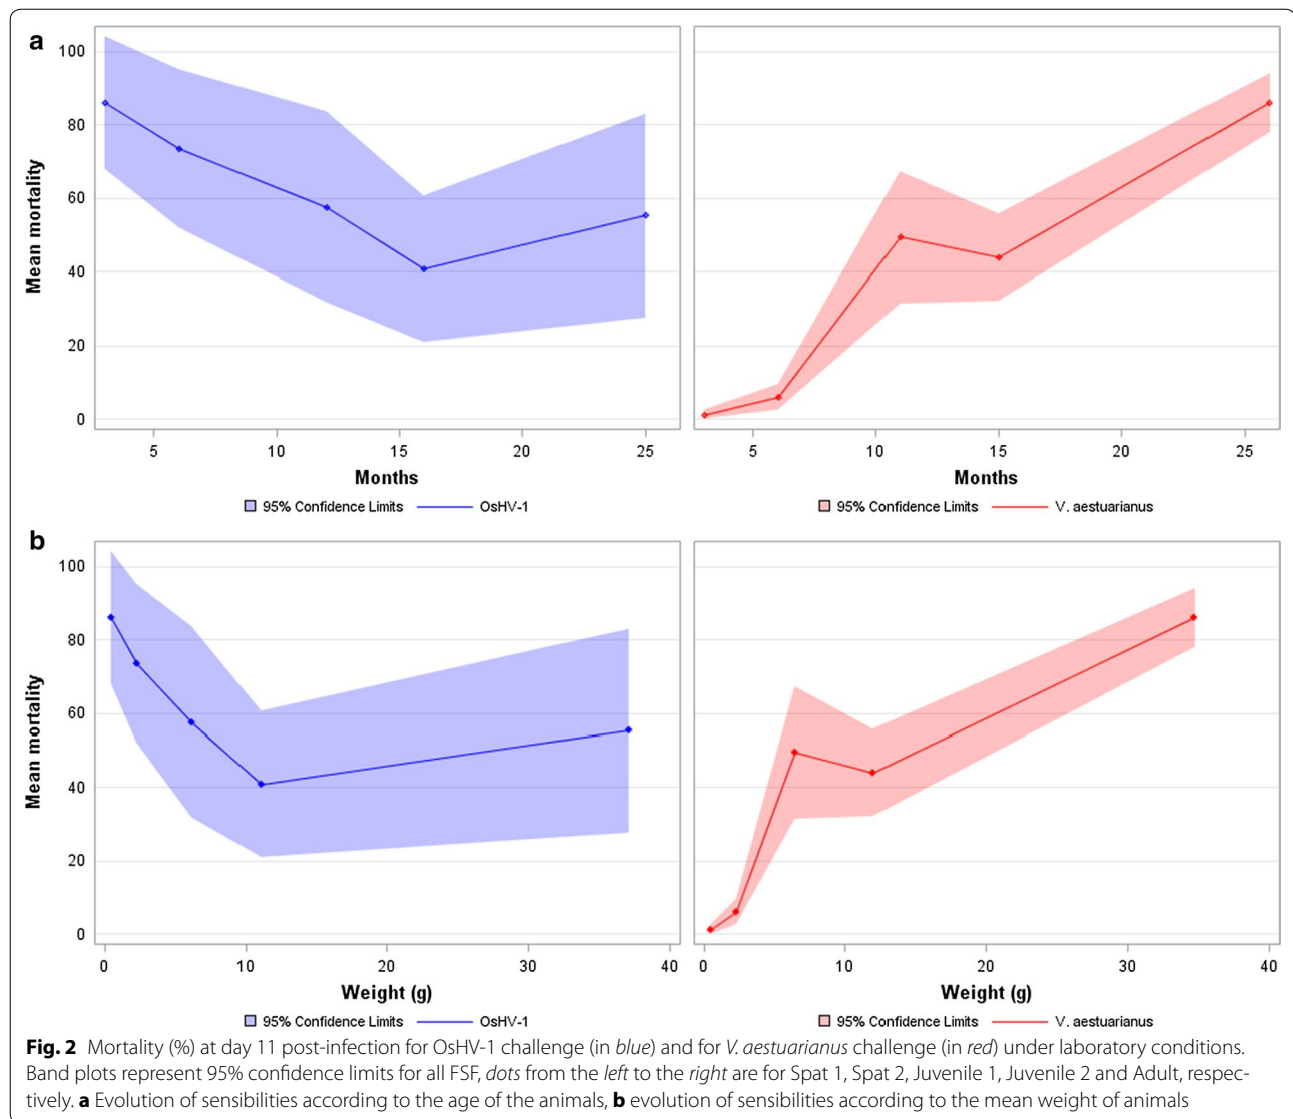 a
100
80
60
40
20
0
Mean mortality
5 10 15 20 25
5 10 15 20 25
Months
Months
95% Confidence Limits OsHV-1
95% Confidence Limits V. aestuarianus
b
100
80
60
40
20
0
Mean mortality
0 10 20 30 40
0 10 20 30 40
Weight (g)
Weight (g)
95% Confidence Limits OsHV-1
95% Confidence Limits V. aestuarianus
Fig. 2 Mortality (%) at day 11 post-infection for OsHV-1 challenge (in blue) and for V. aestuarianus challenge (in red) under laboratory conditions.
Band plots represent 95% confidence limits for all FSF, dots from the left to the right are for Spat 1, Spat 2, Juvenile 1, Juvenile 2 and Adult, respec-
tively. a Evolution of sensibilities according to the age of the animals, b evolution of sensibilities according to the mean weight of animals